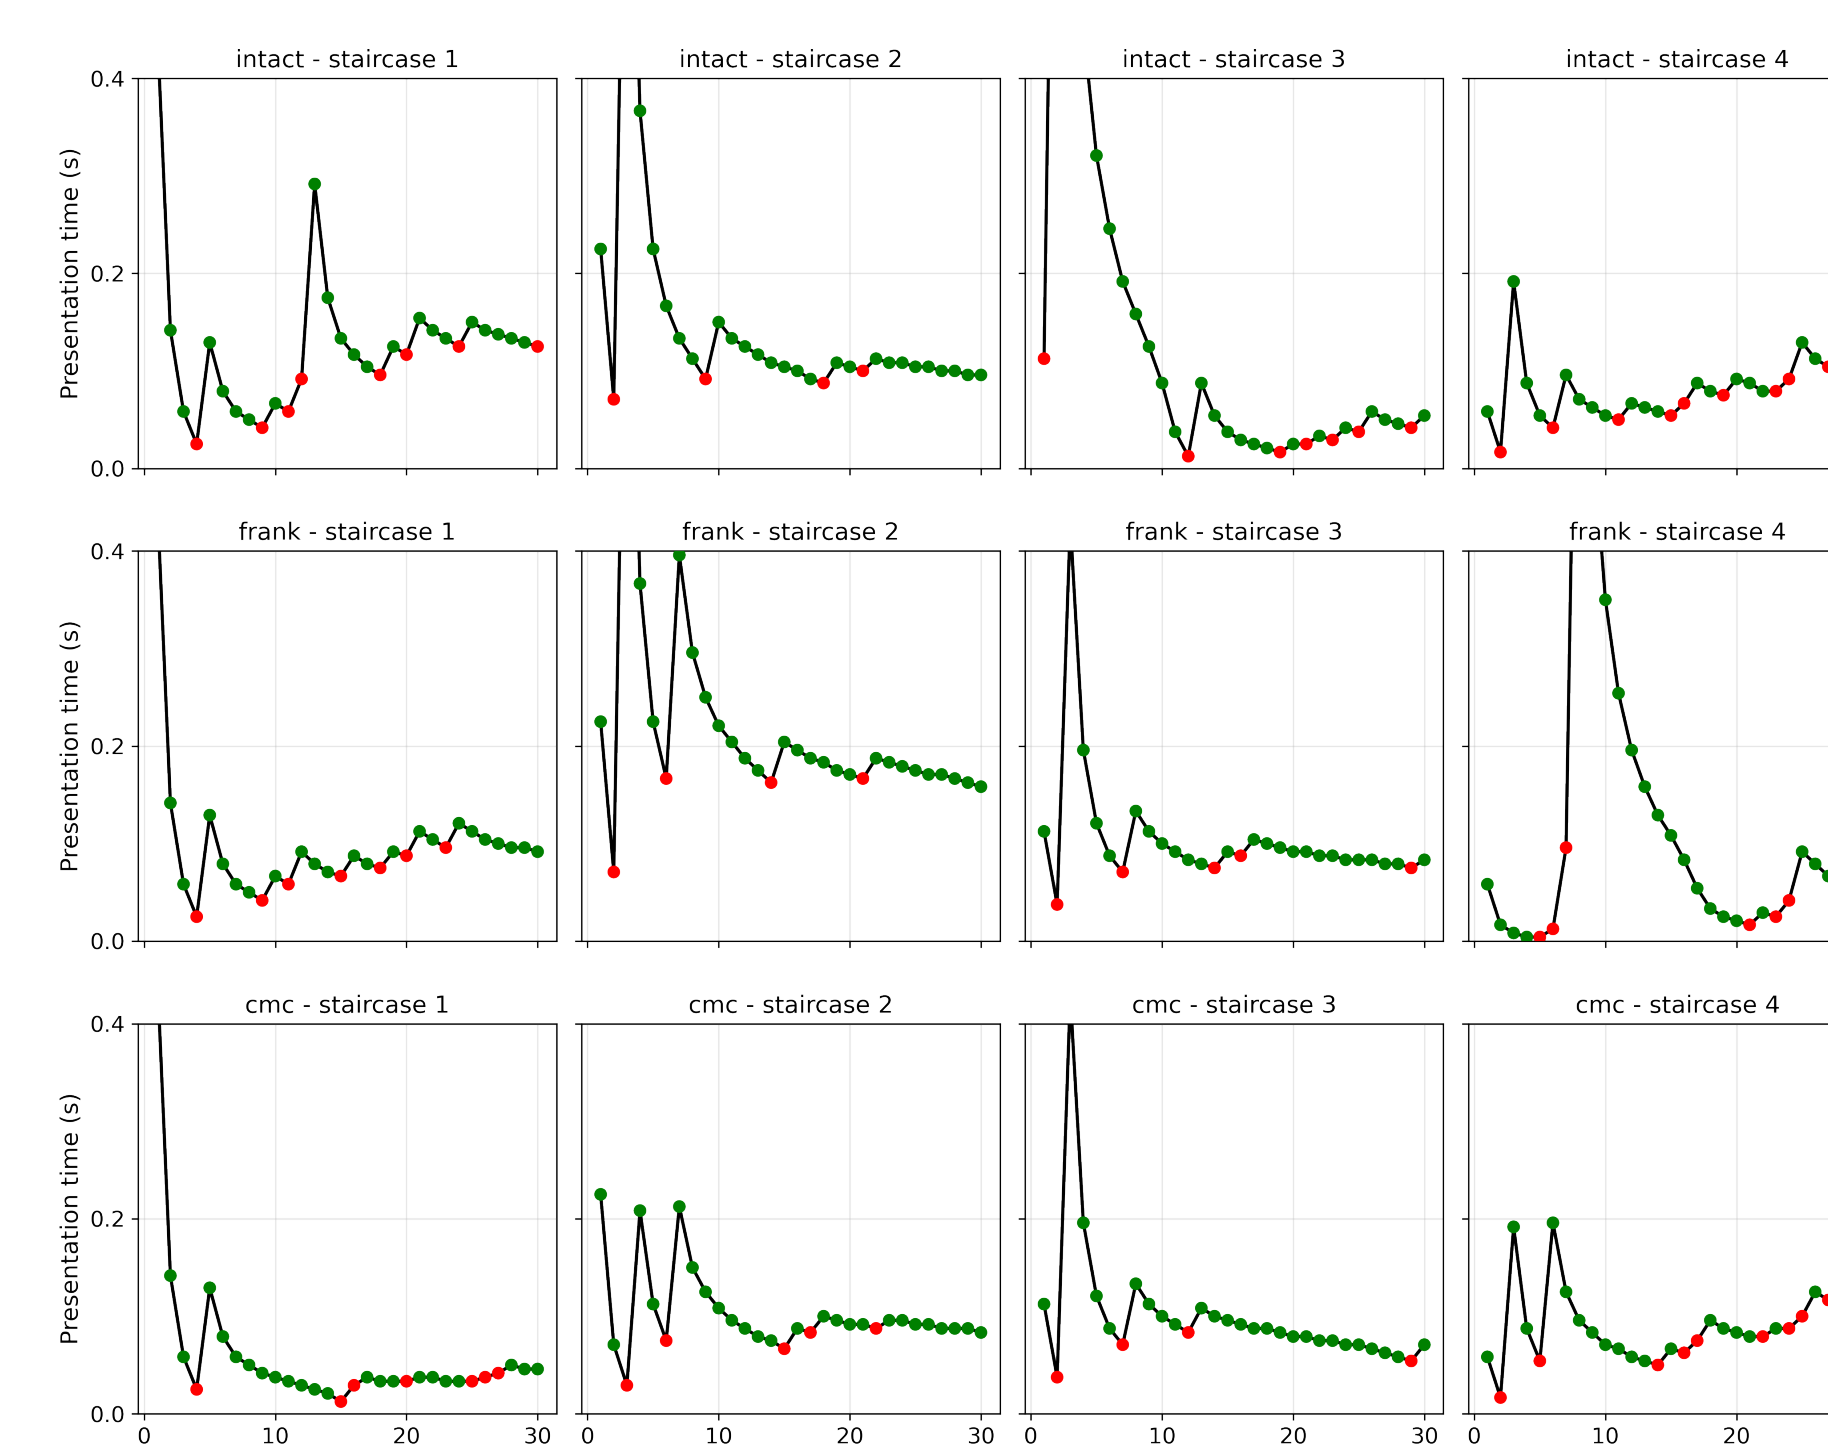 intact - staircase 1
intact - staircase 2
intact - staircase 3
intact - staircase 4
Presentation time (s)
0.4
0.2
0.0
frank - staircase 1
frank - staircase 2
frank - staircase 3
frank - staircase 4
Presentation time (s)
0.4
0.2
0.0
cmc - staircase 1
cmc - staircase 2
cmc - staircase 3
cmc - staircase 4
Presentation time (s)
0.4
0.2
0.0
0 10 20 30
0 10 20 30
0 10 20 30
0 10 20